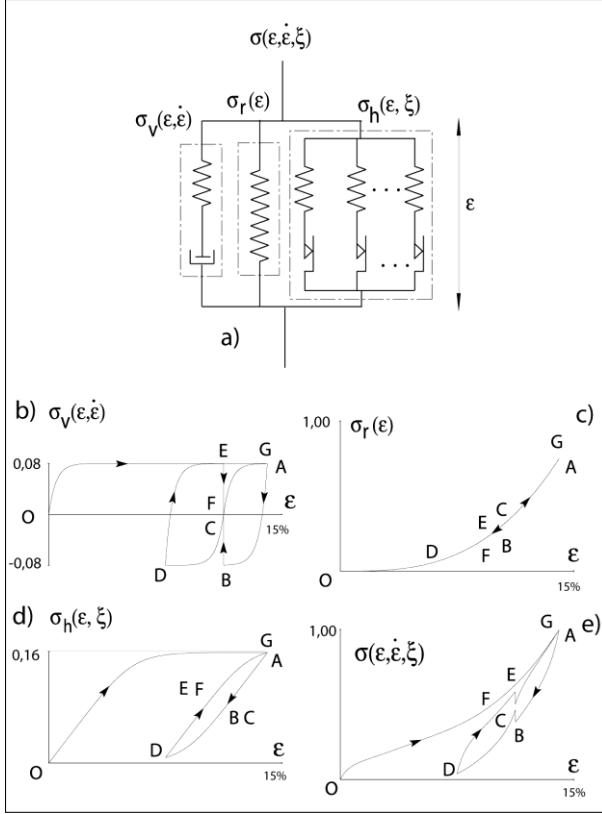 σ(ε,ε̇,ξ)
σv(ε,ε̇) σr(ε) σh(ε, ξ)
ε
a)
b) σv(ε,ε̇)
0,08
O
-0,08
E
G
A
F
C
D
B
ε
15%
c)
1,00
σr(ε)
G
A
C
E
D
F
B
O
ε
15%
d) σh(ε, ξ)
0,16
G
A
E F
B C
D
O
ε
15%
e)
1,00
σ(ε,ε̇,ξ)
G
A
E
F
C
B
D
O
ε
15%